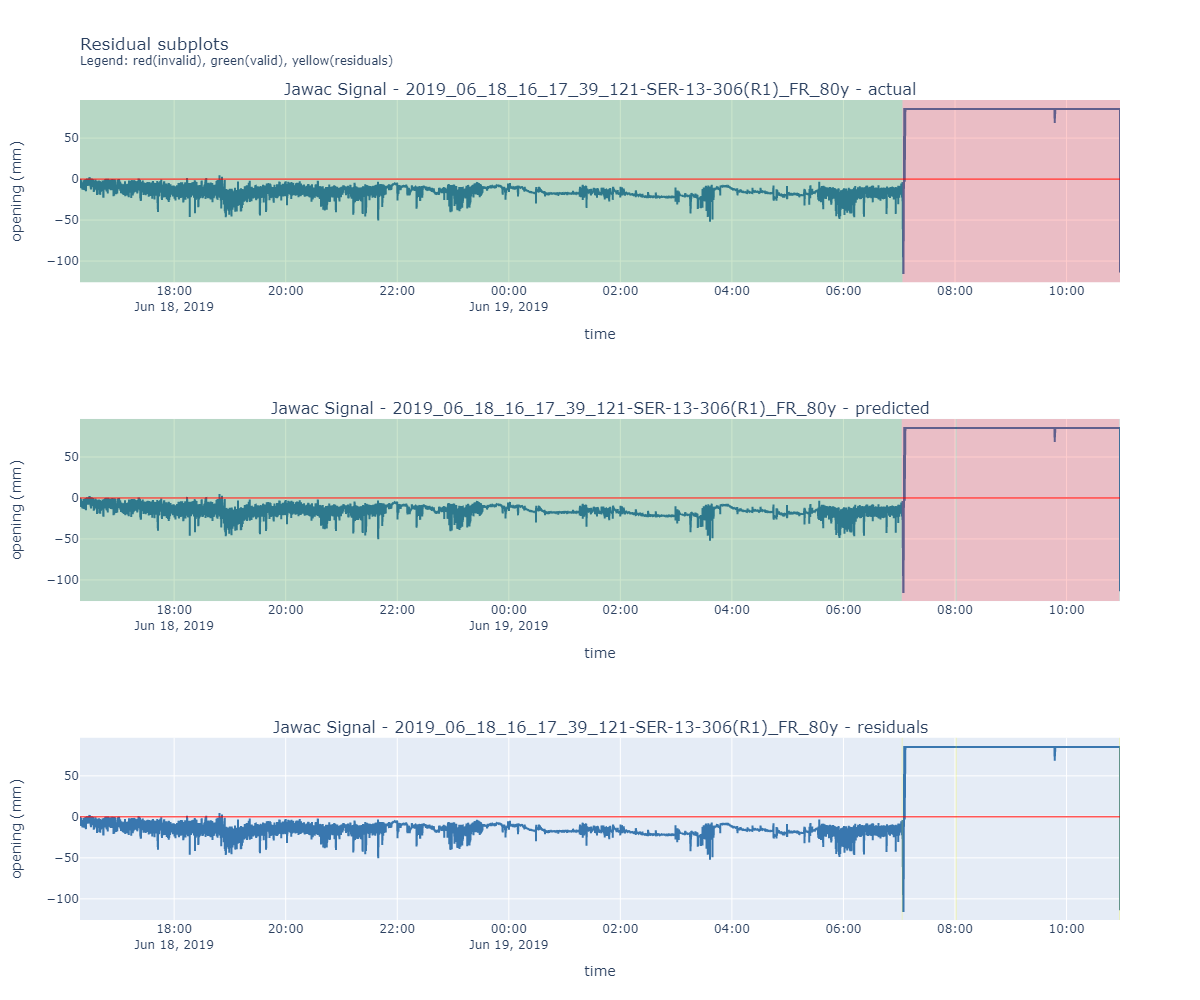 Residual subplots
Legend: red(invalid), green(valid), yellow(residuals)
Jawac Signal - 2019_06_18_16_17_39_121-SER-13-306(R1)_FR_80y - actual
opening (mm)
50
0
−50
−100
18:00 20:00 22:00 00:00 02:00 04:00 06:00 08:00 10:00
Jun 18, 2019 Jun 19, 2019
time
Jawac Signal - 2019_06_18_16_17_39_121-SER-13-306(R1)_FR_80y - predicted
opening (mm)
50
0
−50
−100
18:00 20:00 22:00 00:00 02:00 04:00 06:00 08:00 10:00
Jun 18, 2019 Jun 19, 2019
time
Jawac Signal - 2019_06_18_16_17_39_121-SER-13-306(R1)_FR_80y - residuals
opening (mm)
50
0
−50
−100
18:00 20:00 22:00 00:00 02:00 04:00 06:00 08:00 10:00
Jun 18, 2019 Jun 19, 2019
time